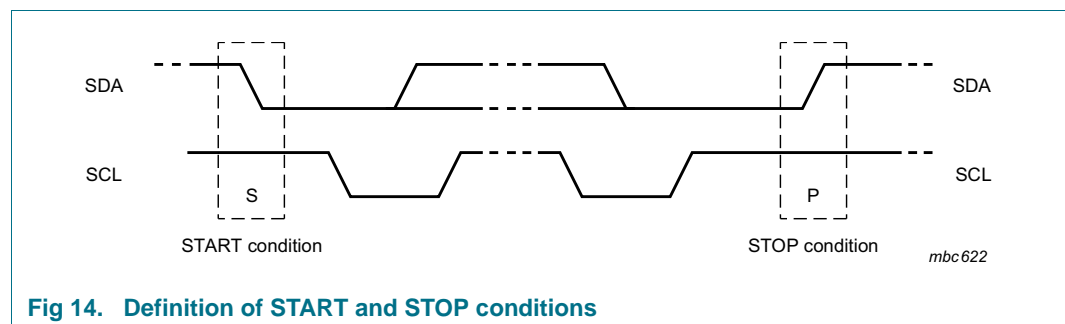 SDA SDA
SCL SCL
S P
START condition STOP condition
mbc622
Fig 14. Definition of START and STOP conditions